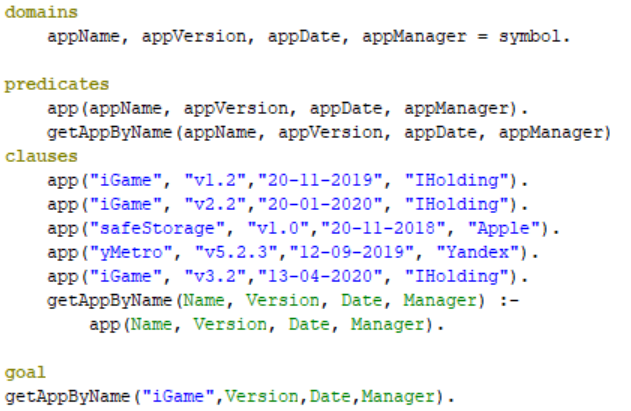 domains
appName, appVersion, appDate, appManager = symbol.
predicates
app(appName, appVersion, appDate, appManager).
getAppByName(appName, appVersion, appDate, appManager)
clauses
app("iGame", "v1.2","20-11-2019", "IHolding").
app("iGame", "v2.2","20-01-2020", "IHolding").
app("safeStorage", "v1.0","20-11-2018", "Apple").
app("yMetro", "v5.2.3","12-09-2019", "Yandex").
app("iGame", "v3.2","13-04-2020", "IHolding").
getAppByName(Name, Version, Date, Manager) :-
app(Name, Version, Date, Manager).
goal
getAppByName("iGame",Version,Date,Manager).